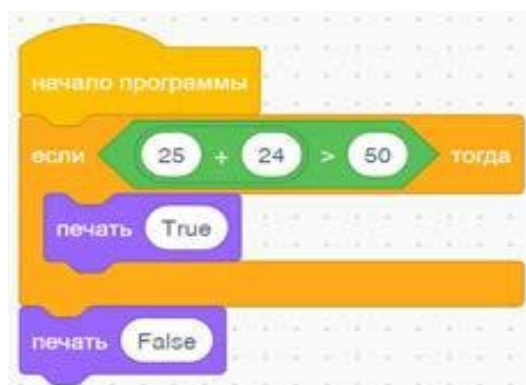 начало программы
если 25 + 24 > 50 тогда
печать True
печать False